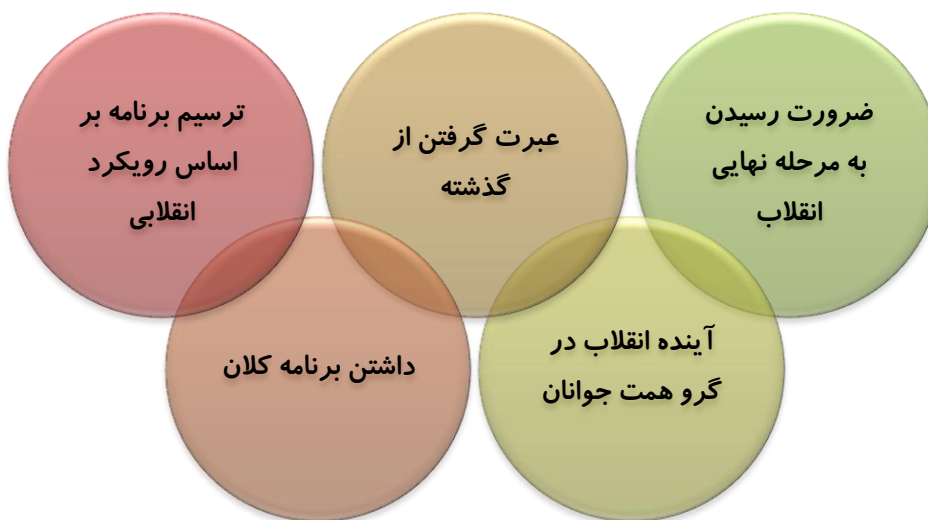 ضرورت رسیدن
به مرحله نهایی
انقلاب
آینده انقلاب در
گرو همت جوانان
عبرت گرفتن از
گذشته
داشتن برنامه کلان
ترسیم برنامه بر
اساس رویکرد
انقلابی